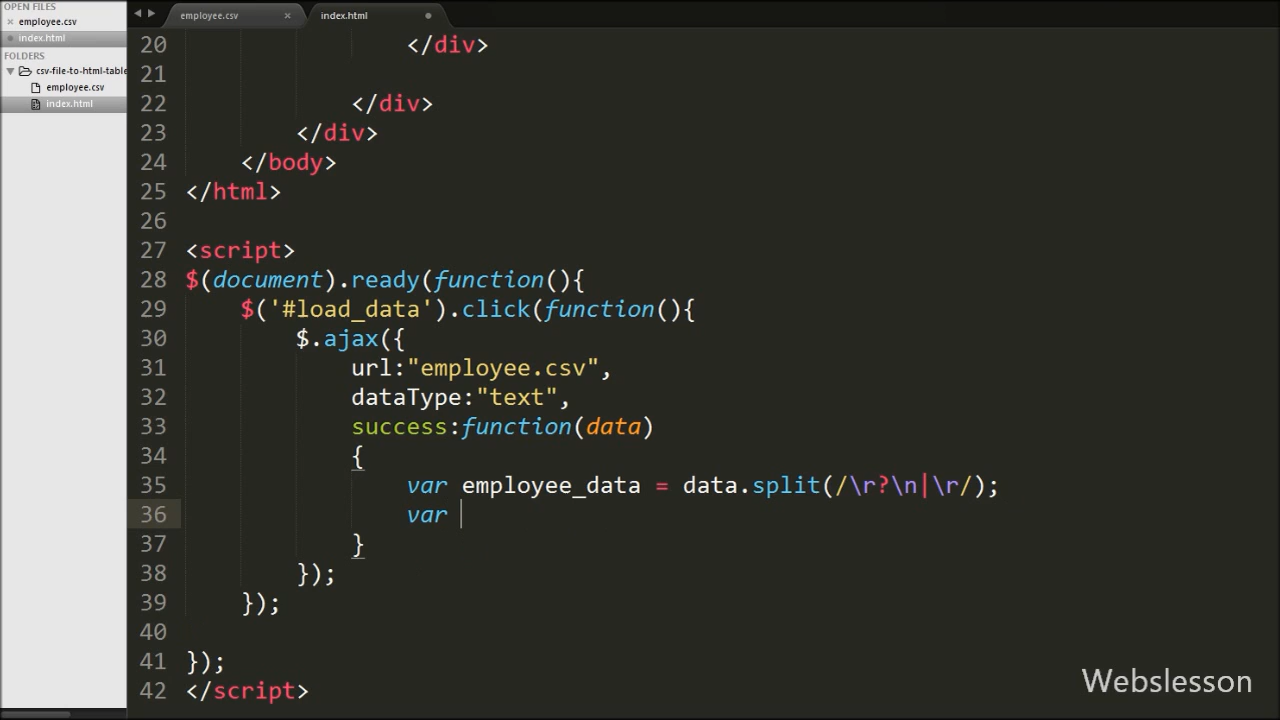 OPEN FILES
employee.csv
index.html
FOLDERS
csv-file-to-html-table
employee.csv
index.html
employee.csv
index.html
20 </div>
21
22 </div>
23 </div>
24 </body>
25 </html>
26
27 <script>
28 $(document).ready(function(){
29 $('#load_data').click(function(){
30 $.ajax({
31 url:"employee.csv",
32 dataType:"text",
33 success:function(data)
34 {
35 var employee_data = data.split(/\r?\n|\r/);
36 var
37 }
38 });
39 });
40
41 });
42 </script>
Webslesson